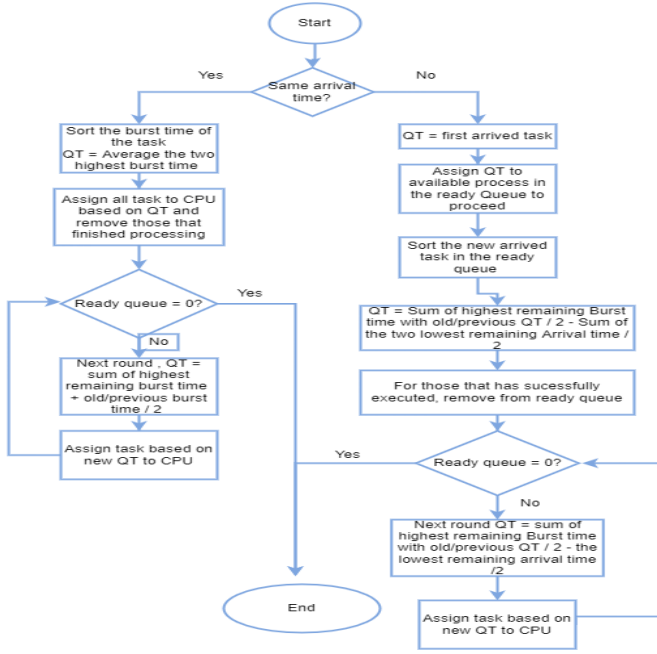 Start
Same arrival
time?
Yes
No
Sort the burst time of
the task
QT = Average the two
highest burst time
QT = first arrived task
Assign QT to
available process in
the ready Queue to
proceed
Assign all task to CPU
based on QT and
remove those that
finished processing
Sort the new arrived
task in the ready
queue
Ready queue = 0?
Yes
No
QT = Sum of highest remaining Burst
time with old/previous QT / 2 - Sum of
the two lowest remaining Arrival time /
2
Next round , QT =
sum of highest
remaining burst time
+ old/previous burst
time / 2
For those that has sucessfully
executed, remove from ready queue
Assign task based on
new QT to CPU
Yes
Ready queue = 0?
No
Next round QT = sum of
highest remaining Burst time
with old/previous QT / 2 - the
lowest remaining arrival time
/2
End
Assign task based on
new QT to CPU